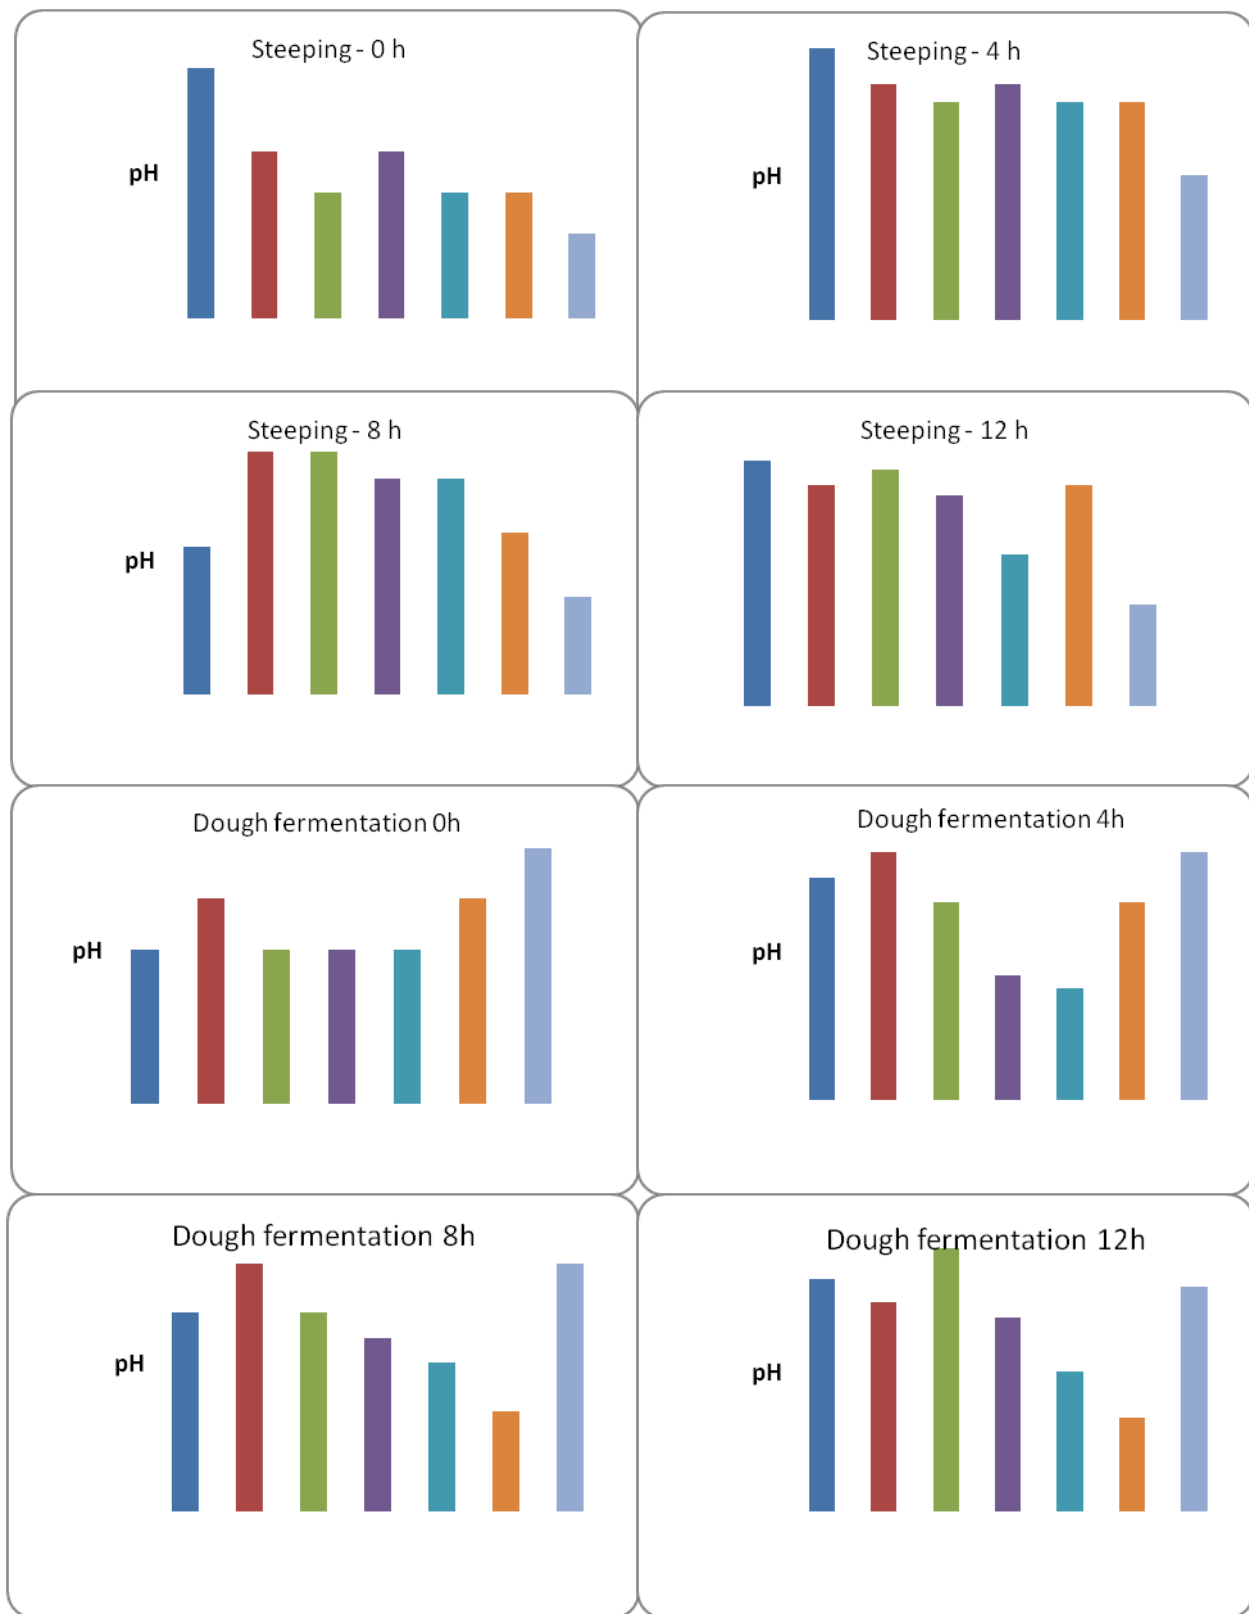 Steeping - 0 h
pH
Steeping - 4 h
pH
Steeping - 8 h
pH
Steeping - 12 h
Dough fermentation 0h
pH
Dough fermentation 4h
pH
Dough fermentation 8h
pH
Dough fermentation 12h
pH